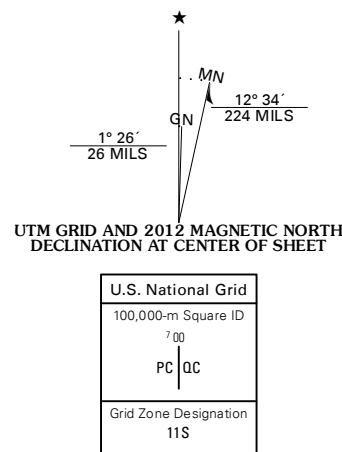 ★
MN
12° 34´
224 MILS
GN
1° 26´
26 MILS
UTM GRID AND 2012 MAGNETIC NORTH
DECLINATION AT CENTER OF SHEET
U.S. National Grid
100,000-m Square ID
7 00
PC QC
Grid Zone Designation
11S